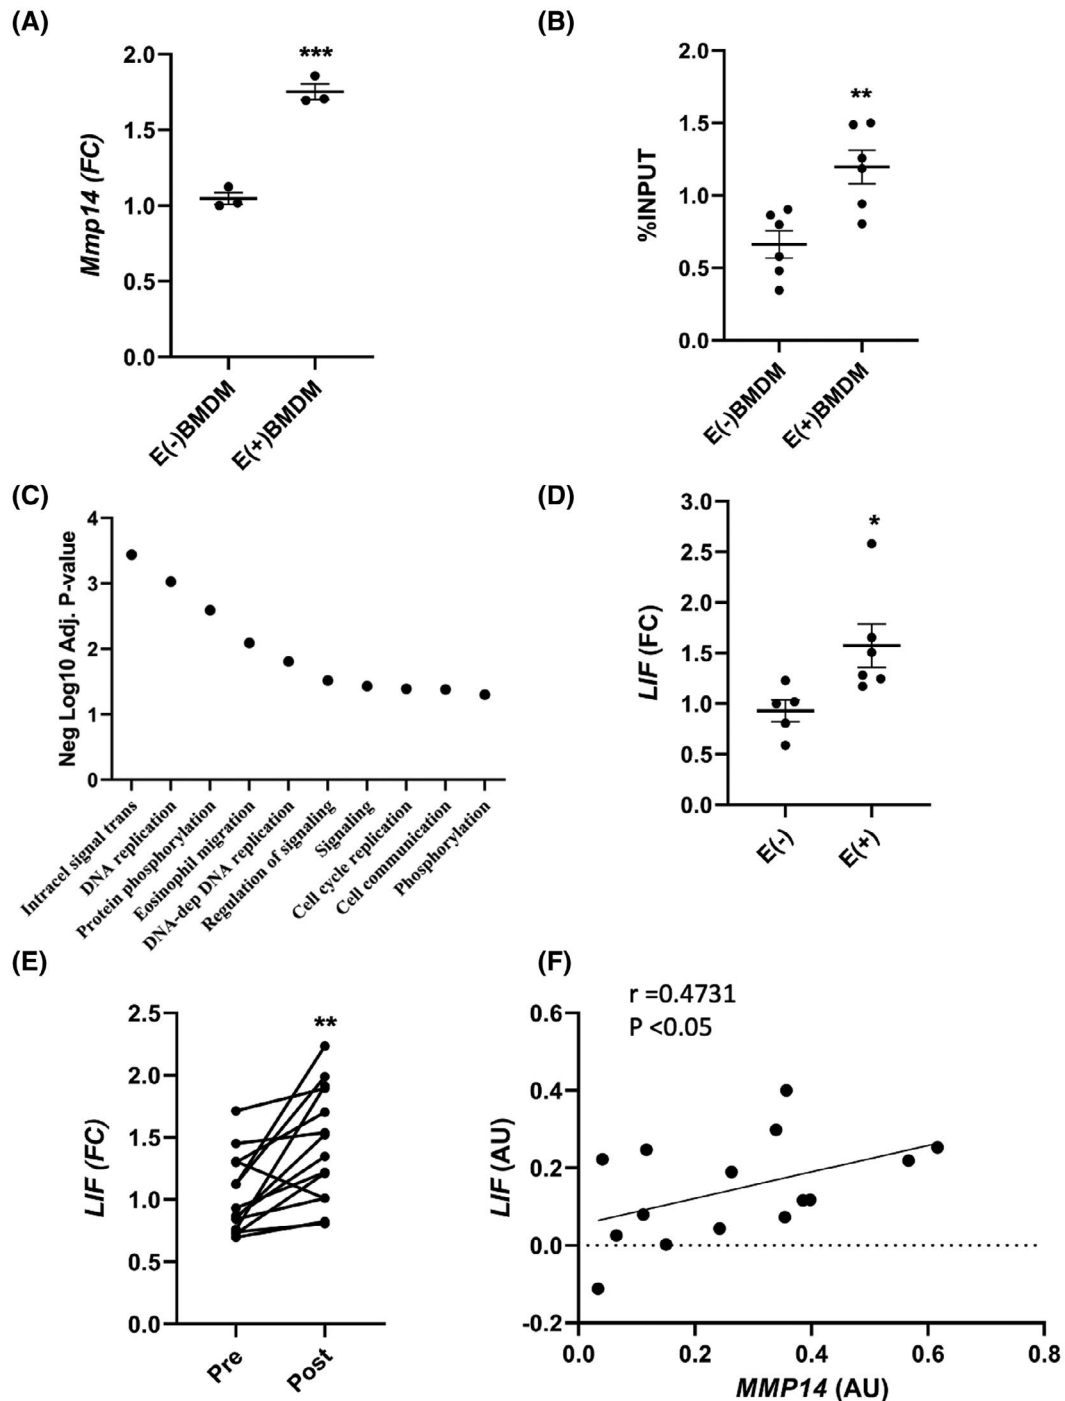 (A)
2.0
1.5
1.0
0.5
0.0
Mmp14 (FC)
***
E(-)BMDM
E(+)BMDM
(B)
2.0
1.5
1.0
0.5
0.0
%INPUT
**
E(-)BMDM
E(+)BMDM
(C)
4
3
2
1
0
Neg Log10 Adj. P-value
Intracel signal trans
DNA replication
Protein phosphorylation
Eosinophil migration
DNA-dep DNA replication
Regulation of signaling
Signaling
Cell cycle replication
Cell communication
Phosphorylation
(D)
3.0
2.5
2.0
1.5
1.0
0.5
0.0
LIF (FC)
*
E(-)
E(+)
(E)
2.5
2.0
1.5
1.0
0.5
0.0
LIF (FC)
**
Pre
Post
(F)
r =0.4731
P <0.05
0.6
0.4
0.2
0.0
-0.2
LIF (AU)
0.0 0.2 0.4 0.6 0.8
MMP14 (AU)